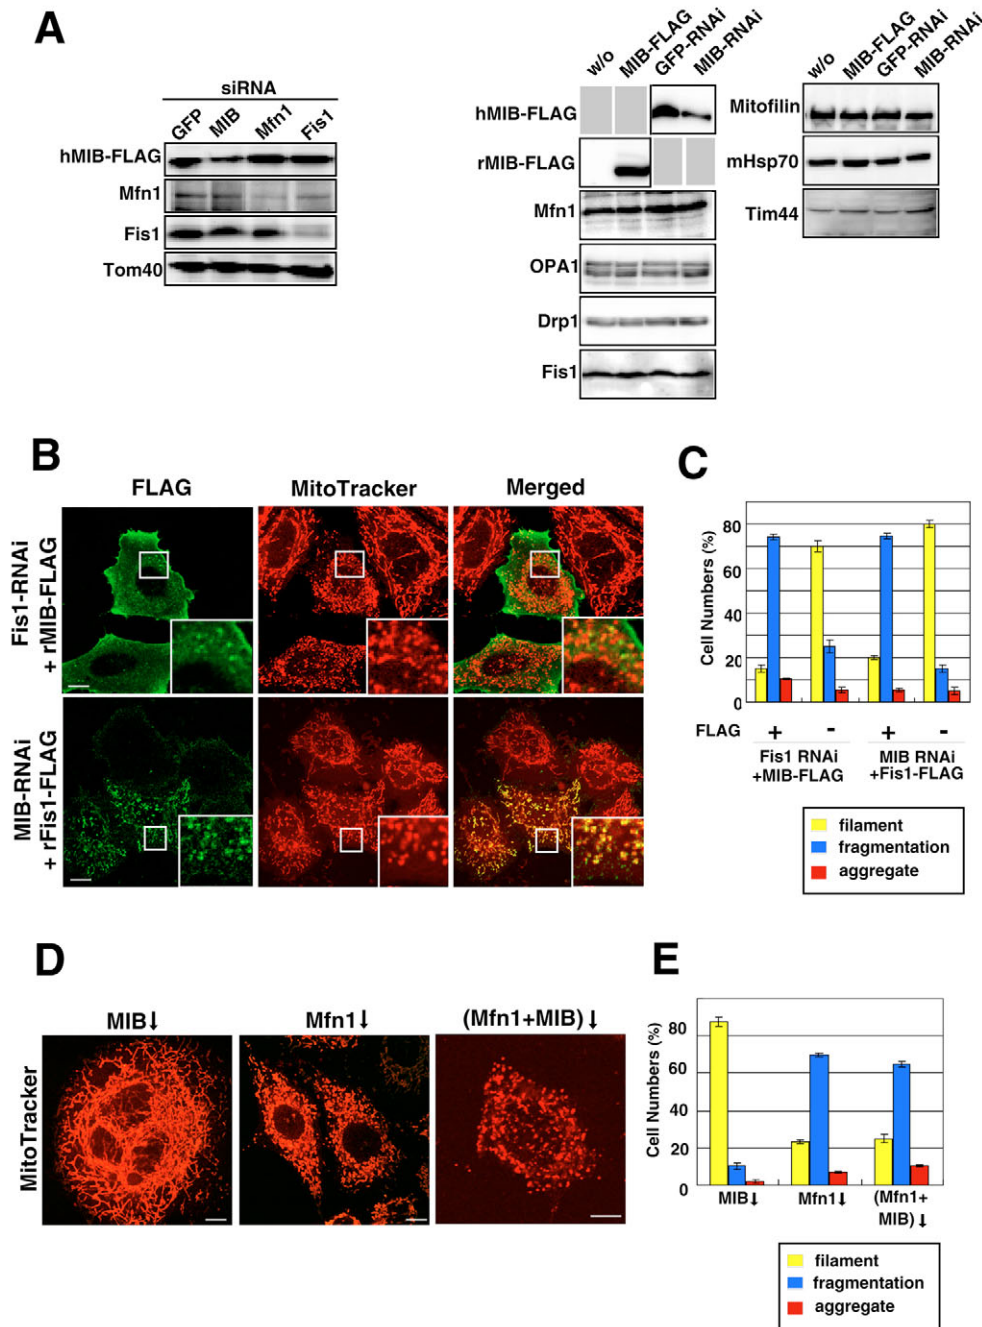 A
siRNA
GFP MIB Mfn1 Fis1
hMIB-FLAG
Mfn1
Fis1
Tom40
w/o MIB-FLAG GFP-RNAi MIB-RNAi
hMIB-FLAG
rMIB-FLAG
Mfn1
OPA1
Drp1
Fis1
w/o MIB-FLAG GFP-RNAi MIB-RNAi
Mitofilin
mHsp70
Tim44
B
FLAG MitoTracker Merged
Fis1-RNAi
+ rMIB-FLAG
MIB-RNAi
+ rFis1-FLAG
C
Cell Numbers (%)
80
60
40
20
0
FLAG + - + -
Fis1 RNAi
+MIB-FLAG
MIB RNAi
+Fis1-FLAG
filament
fragmentation
aggregate
D
MIB↓ Mfn1↓ (Mfn1+MIB)↓
MitoTracker
E
Cell Numbers (%)
80
60
40
20
0
MIB↓ Mfn1↓ (Mfn1+
MIB)↓
filament
fragmentation
aggregate